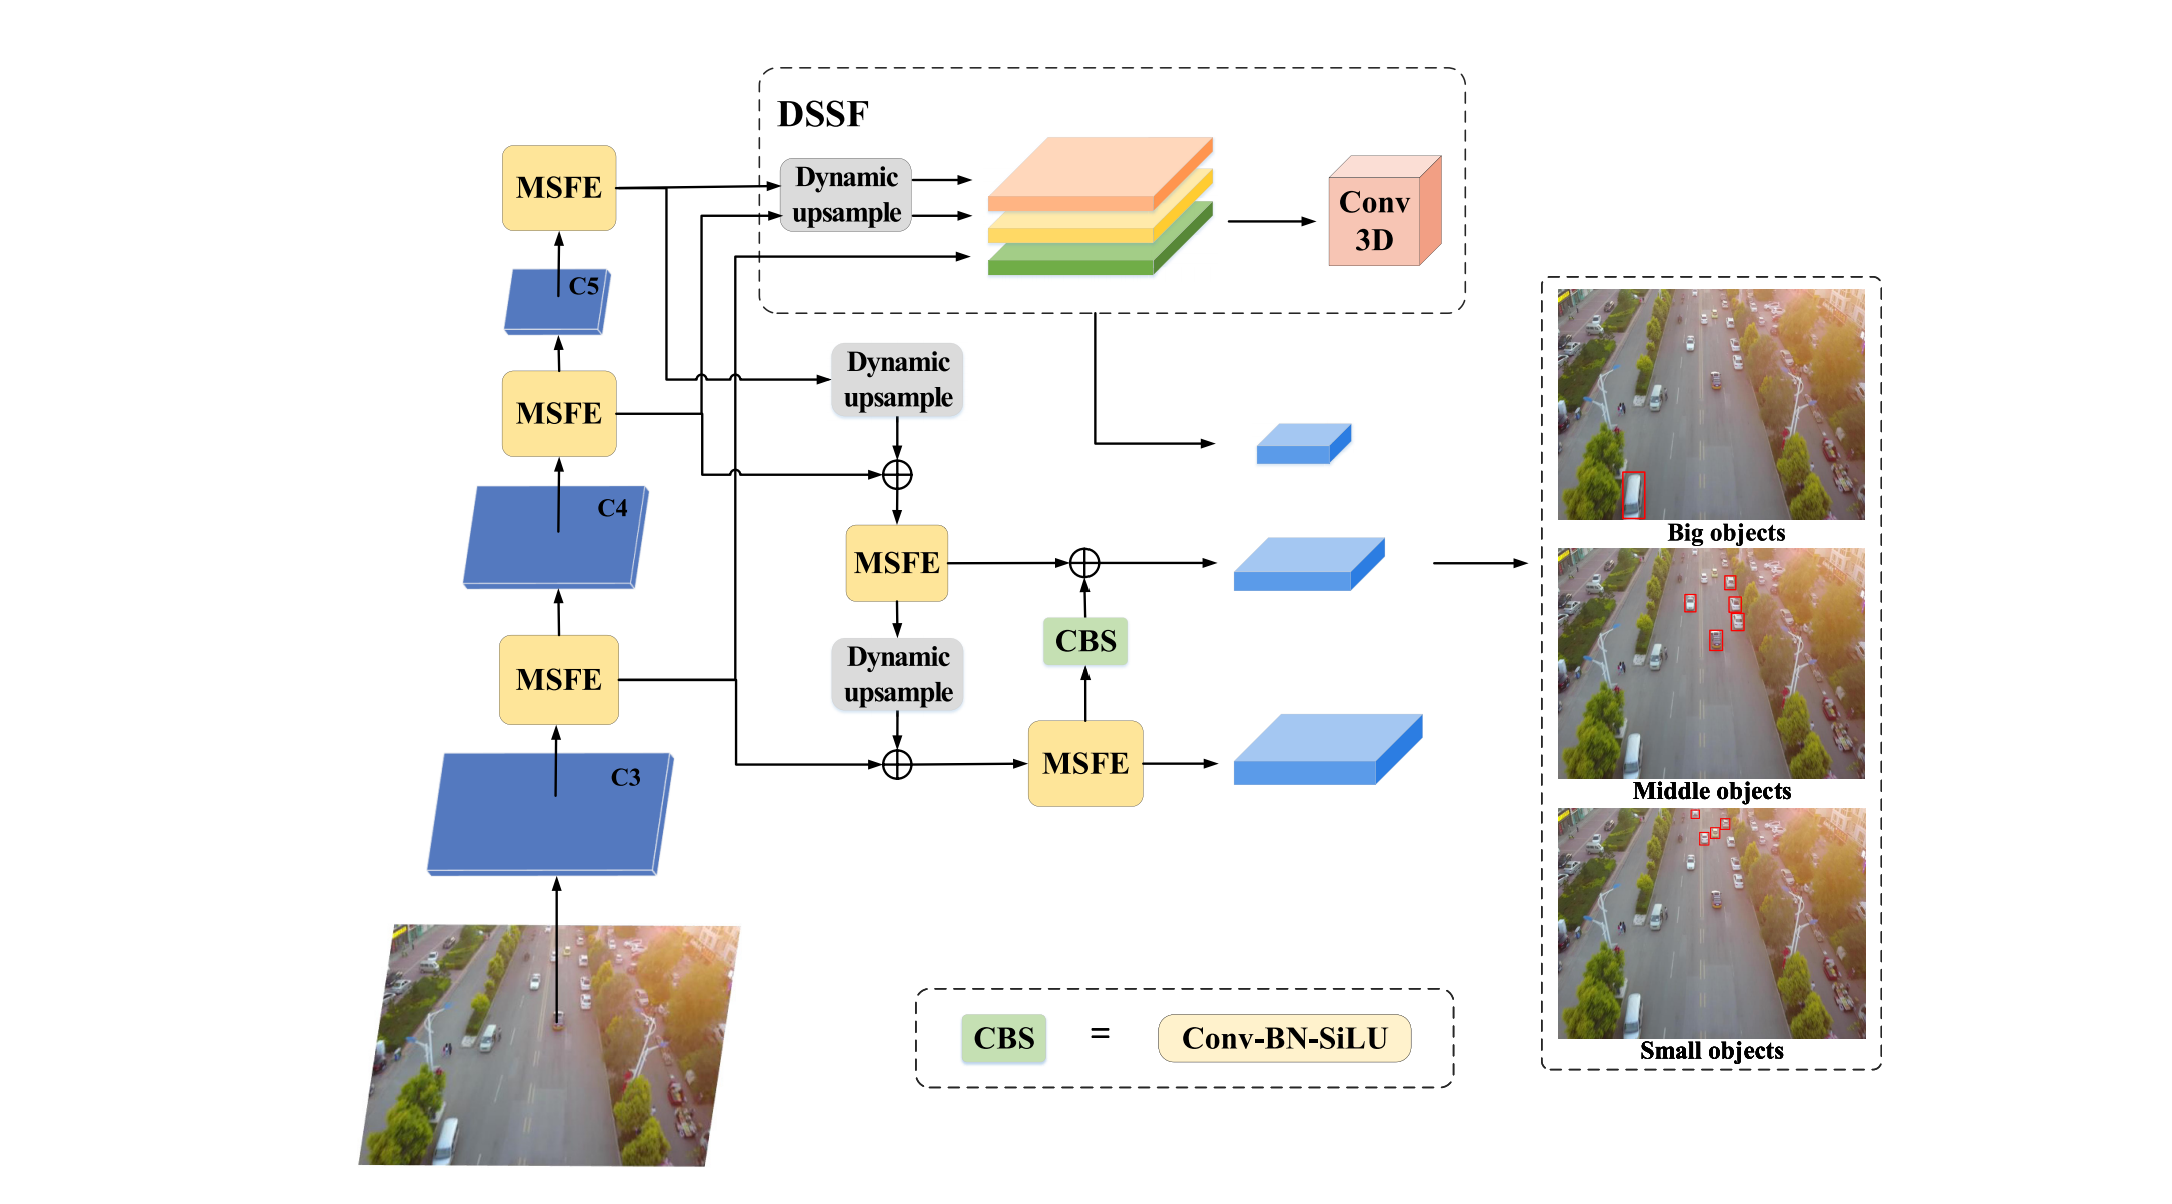 DSSF
MSFE
Dynamic
upsample
Conv
3D
C5
MSFE
Dynamic
upsample
C4
MSFE
Big objects
MSFE
CBS
Dynamic
upsample
MSFE
C3
Middle objects
CBS
=
Conv-BN-SiLU
Small objects